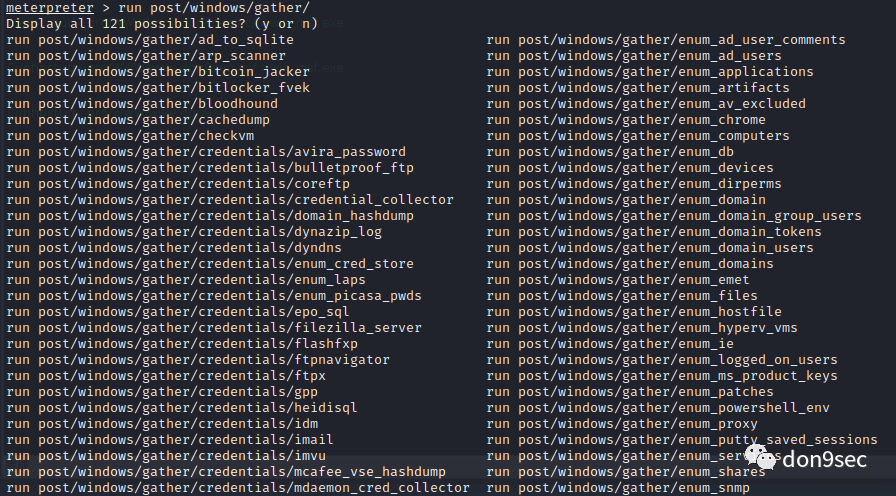 meterpreter > run post/windows/gather/
Display all 121 possibilities? (y or n)
run post/windows/gather/ad_to_sqlite run post/windows/gather/enum_ad_user_comments
run post/windows/gather/arp_scanner run post/windows/gather/enum_ad_users
run post/windows/gather/bitcoin_jacker run post/windows/gather/enum_applications
run post/windows/gather/bitlocker_fvek run post/windows/gather/enum_artifacts
run post/windows/gather/bloodhound run post/windows/gather/enum_av_excluded
run post/windows/gather/cachedump run post/windows/gather/enum_chrome
run post/windows/gather/checkvm run post/windows/gather/enum_computers
run post/windows/gather/credentials/avira_password run post/windows/gather/enum_db
run post/windows/gather/credentials/bulletproof_ftp run post/windows/gather/enum_devices
run post/windows/gather/credentials/coreftp run post/windows/gather/enum_dirperms
run post/windows/gather/credentials/credential_collector run post/windows/gather/enum_domain
run post/windows/gather/credentials/domain_hashdump run post/windows/gather/enum_domain_group_users
run post/windows/gather/credentials/dynazip_log run post/windows/gather/enum_domain_tokens
run post/windows/gather/credentials/dyndns run post/windows/gather/enum_domain_users
run post/windows/gather/credentials/enum_cred_store run post/windows/gather/enum_domains
run post/windows/gather/credentials/enum_laps run post/windows/gather/enum_emet
run post/windows/gather/credentials/enum_picasa_pwds run post/windows/gather/enum_files
run post/windows/gather/credentials/epo_sql run post/windows/gather/enum_hostfile
run post/windows/gather/credentials/filezilla_server run post/windows/gather/enum_hyperv_vms
run post/windows/gather/credentials/flashfxp run post/windows/gather/enum_ie
run post/windows/gather/credentials/ftpnavigator run post/windows/gather/enum_logged_on_users
run post/windows/gather/credentials/ftpx run post/windows/gather/enum_ms_product_keys
run post/windows/gather/credentials/gpp run post/windows/gather/enum_patches
run post/windows/gather/credentials/heidisql run post/windows/gather/enum_powershell_env
run post/windows/gather/credentials/idm run post/windows/gather/enum_proxy
run post/windows/gather/credentials/imail run post/windows/gather/enum_putty_saved_sessions
run post/windows/gather/credentials/imvu run
run post/windows/gather/credentials/mcafee_vse_hashdump run post/windows/gather/enum_shares
run post/windows/gather/credentials/mdaemon_cred_collector run post/windows/gather/enum_snmp
don9sec